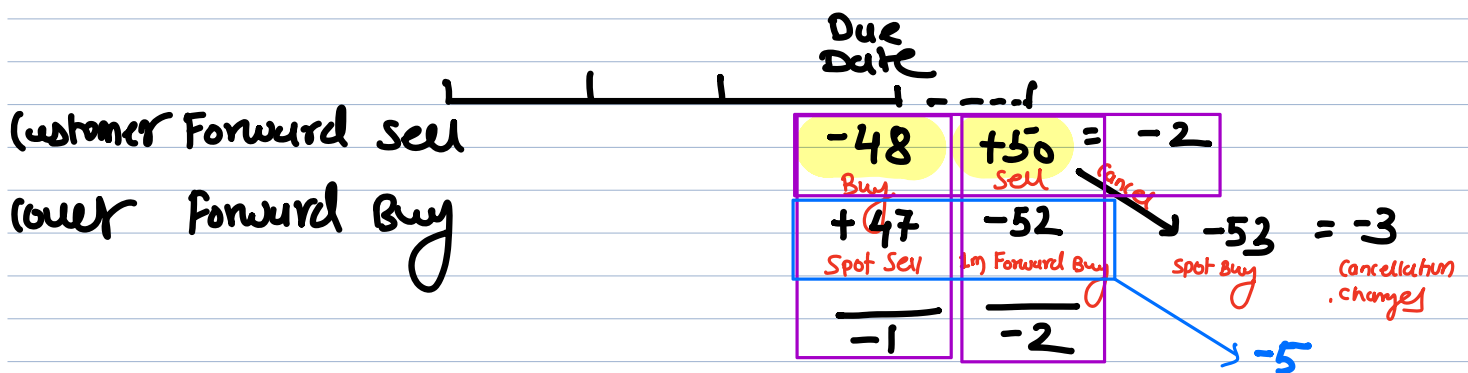 Due
Date
Customer Forward Sell -48 +50 = -2
Buy Sell Cancel
Cover Forward Buy +47 -52 -53 = -3
Spot Sell 1m Forward Buy Spot Buy Cancellation
charges
-1 -2
-5